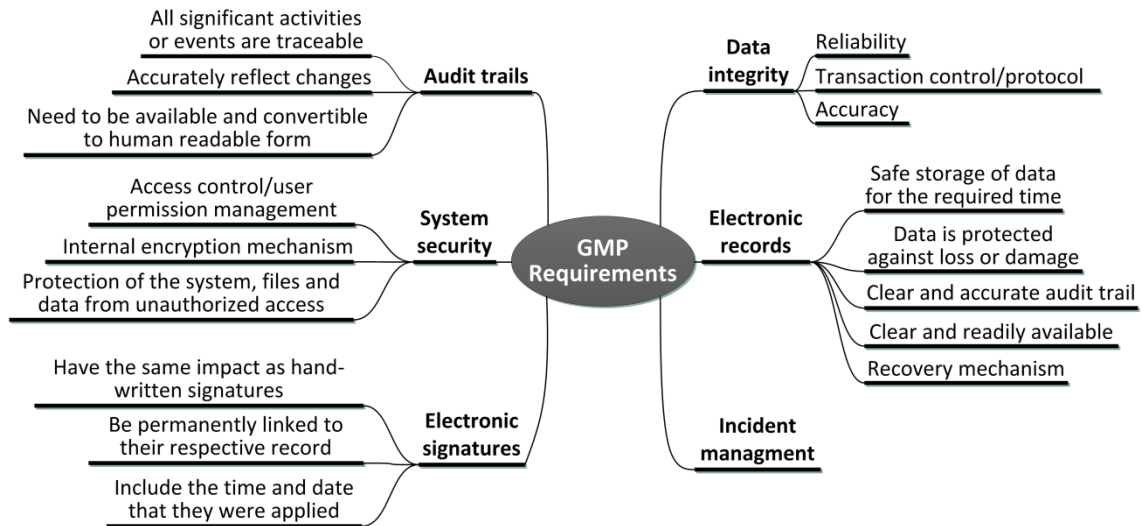 All significant activities
or events are traceable
Accurately reflect changes
Need to be available and convertible
to human readable form
Audit trails
Access control/user
permission management
Internal encryption mechanism
Protection of the system, files and
data from unauthorized access
System
security
Have the same impact as hand-
written signatures
Be permanently linked to
their respective record
Include the time and date
that they were applied
Electronic
signatures
GMP
Requirements
Data
integrity
Reliability
Transaction control/protocol
Accuracy
Electronic
records
Safe storage of data
for the required time
Data is protected
against loss or damage
Clear and accurate audit trail
Clear and readily available
Recovery mechanism
Incident
managment